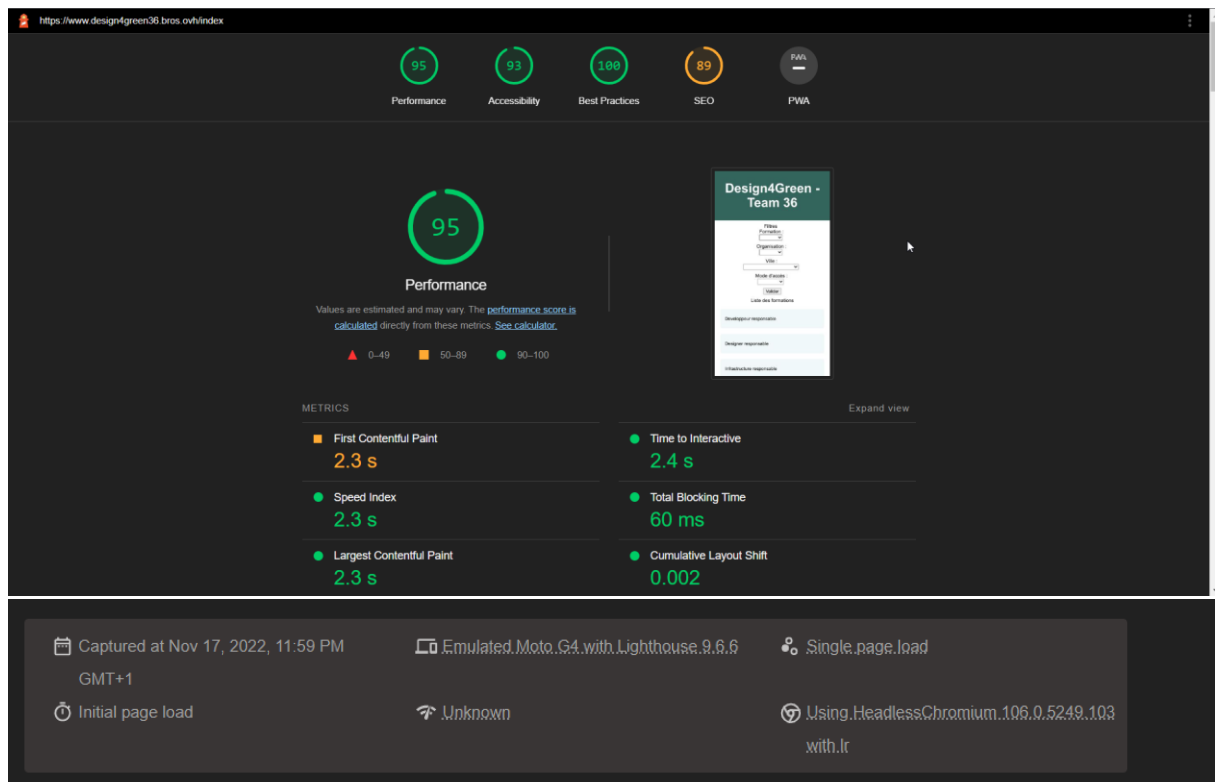 https://www.design4green36.bros.ovh/index
95
93
100
89
PWA
Performance
Accessibility
Best Practices
SEO
PWA
95
Performance
Values are estimated and may vary. The performance score is
calculated directly from these metrics. See calculator.
0–49
50–89
90–100
Design4Green -
Team 36
Filtres
Formation :
Organisation :
Ville :
Mode d'accès :
Valider
Liste des formations
Développeur responsable
Designer responsable
Infrastructure responsable
METRICS
Expand view
First Contentful Paint
2.3 s
Time to Interactive
2.4 s
Speed Index
2.3 s
Total Blocking Time
60 ms
Largest Contentful Paint
2.3 s
Cumulative Layout Shift
0.002
Captured at Nov 17, 2022, 11:59 PM
GMT+1
Emulated Moto G4 with Lighthouse 9.6.6
Single page load
Initial page load
Unknown
Using HeadlessChromium 106.0.5249.103
with lr